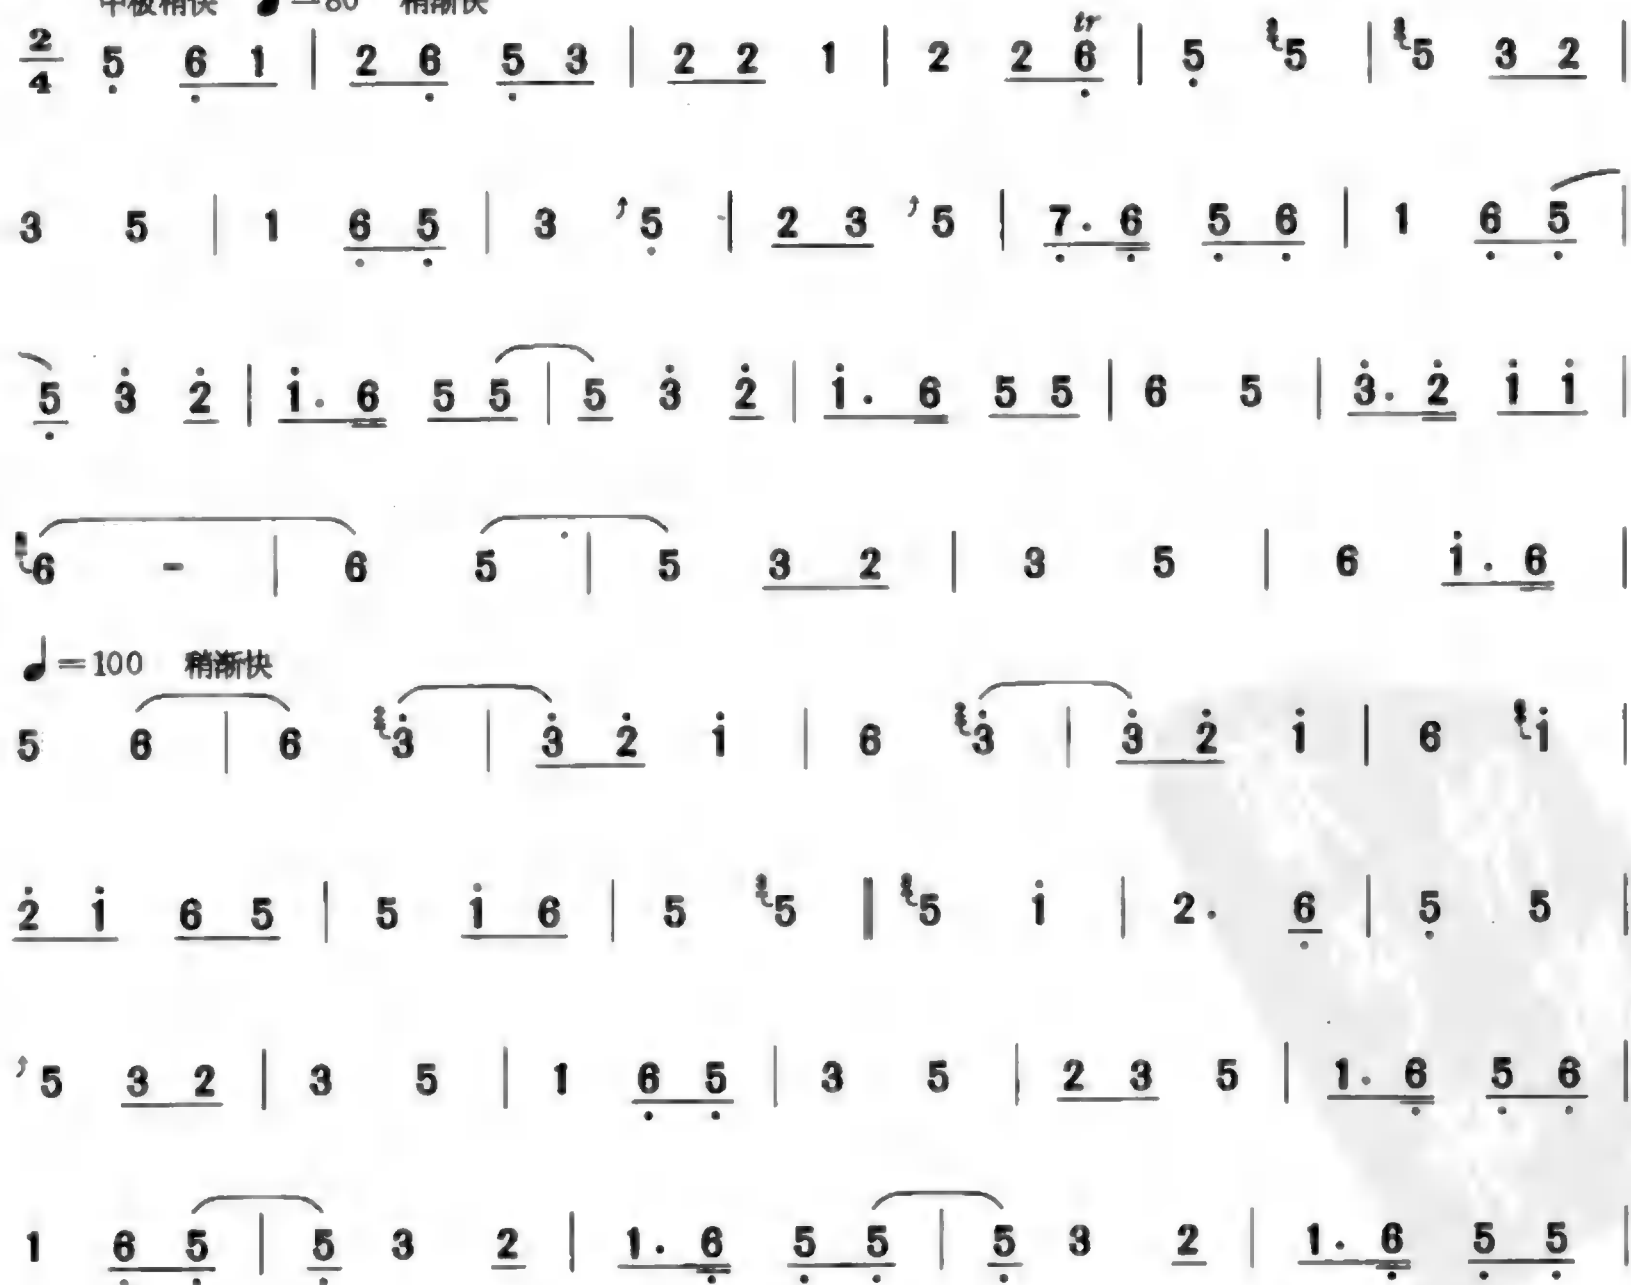 中板稍快 ♩=80 稍渐快
2/4 5̣ 6̣ 1 | 2 6̣ 5̣ 3 | 2 2 1 | 2 2 6̣ tr | 5̣ 5 | 5 3 2 |
3 5 | 1 6̣ 5̣ | 3 5̣ | 2 3 5 | 7̣. 6̣ 5̣ 6̣ | 1 6̣ 5̣ |
5̣ 3̇ 2̇ | 1̇. 6 5 5 | 5 3̇ 2̇ | 1̇. 6 5 5 | 6 5 | 3̇. 2̇ 1̇ 1̇ |
6 - | 6 5 | 5 3 2 | 3 5 | 6 1̇. 6 |
♩=100 稍渐快
5 6 | 6 3̇ | 3̇ 2̇ 1̇ | 6 3̇ | 3̇ 2̇ 1̇ | 6 1̇ |
2̇ 1̇ 6 5 | 5 1̇ 6 | 5 5 ‖ 5 1̇ | 2. 6̣ | 5̣ 5 |
5 3 2 | 3 5 | 1 6̣ 5̣ | 3 5 | 2 3 5 | 1. 6̣ 5̣ 6̣ |
1 6̣ 5̣ | 5̣ 3 2 | 1. 6̣ 5̣ 5̣ | 5̣ 3 2 | 1. 6̣ 5̣ 5̣ |